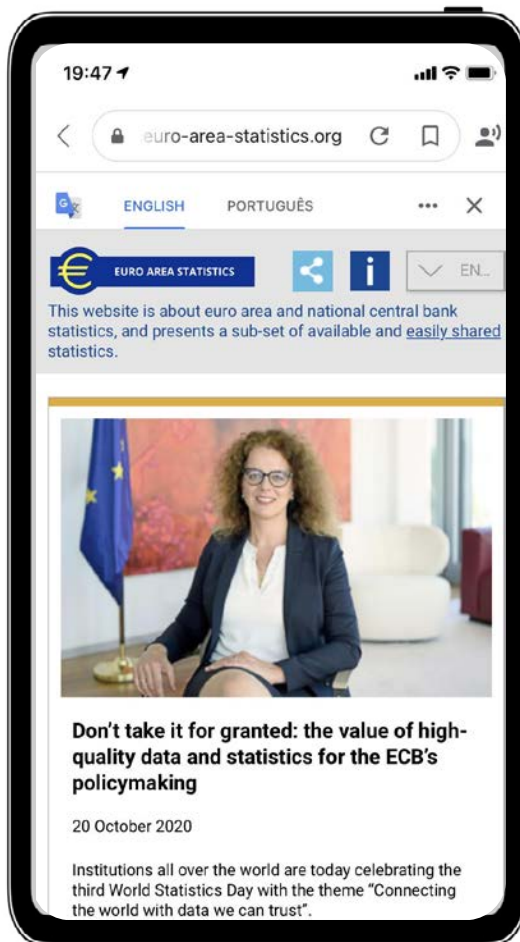 19:47
euro-area-statistics.org
ENGLISH PORTUGUÊS
EURO AREA STATISTICS
i
EN...
This website is about euro area and national central bank
statistics, and presents a sub-set of available and easily shared
statistics.
Don't take it for granted: the value of high-
quality data and statistics for the ECB's
policymaking
20 October 2020
Institutions all over the world are today celebrating the
third World Statistics Day with the theme “Connecting
the world with data we can trust”.